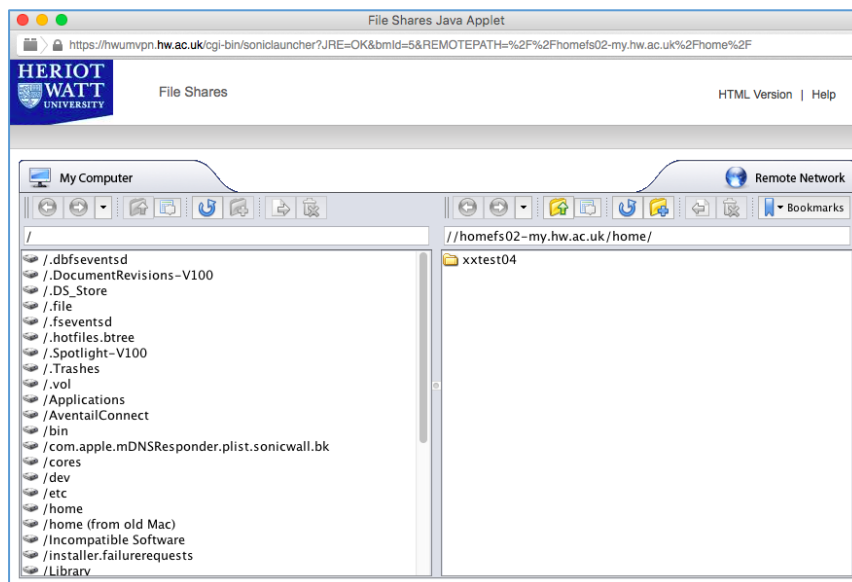 File Shares Java Applet
https://hwumvpn.hw.ac.uk/cgi-bin/soniclauncher?JRE=OK&bmId=5&REMOTEPATH=%2F%2Fhomefs02-my.hw.ac.uk%2Fhome%2F
HERIOT
WATT
UNIVERSITY
File Shares
HTML Version | Help
My Computer
Remote Network
Bookmarks
/
//homefs02-my.hw.ac.uk/home/
/.dbfseventsd
/.DocumentRevisions-V100
/.DS_Store
/.file
/.fseventsd
/.hotfiles.btree
/.Spotlight-V100
/.Trashes
/.vol
/Applications
/AventailConnect
/bin
/com.apple.mDNSResponder.plist.sonicwall.bk
/cores
/dev
/etc
/home
/home (from old Mac)
/Incompatible Software
/installer.failurerequests
/Library
xxtest04